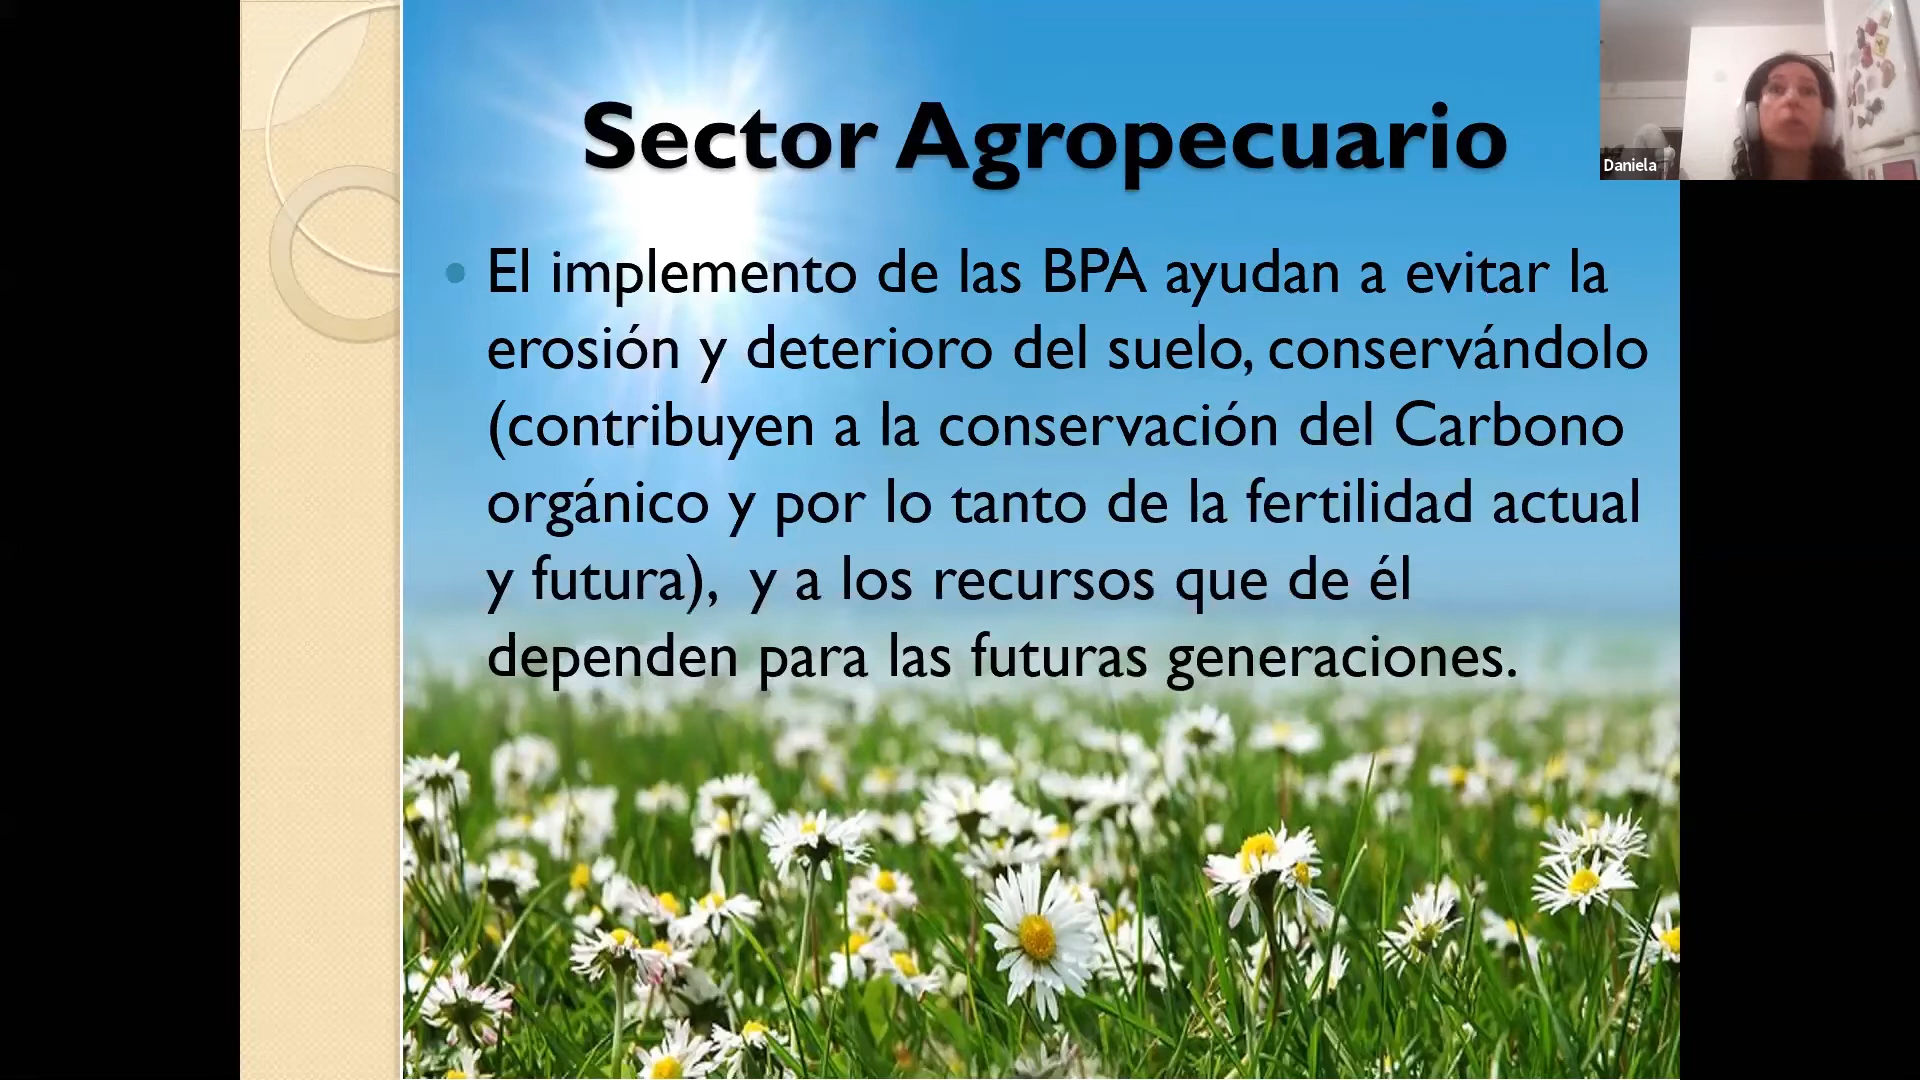 Sector Agropecuario
Daniela
• El implemento de las BPA ayudan a evitar la
erosión y deterioro del suelo, conservándolo
(contribuyen a la conservación del Carbono
orgánico y por lo tanto de la fertilidad actual
y futura), y a los recursos que de él
dependen para las futuras generaciones.